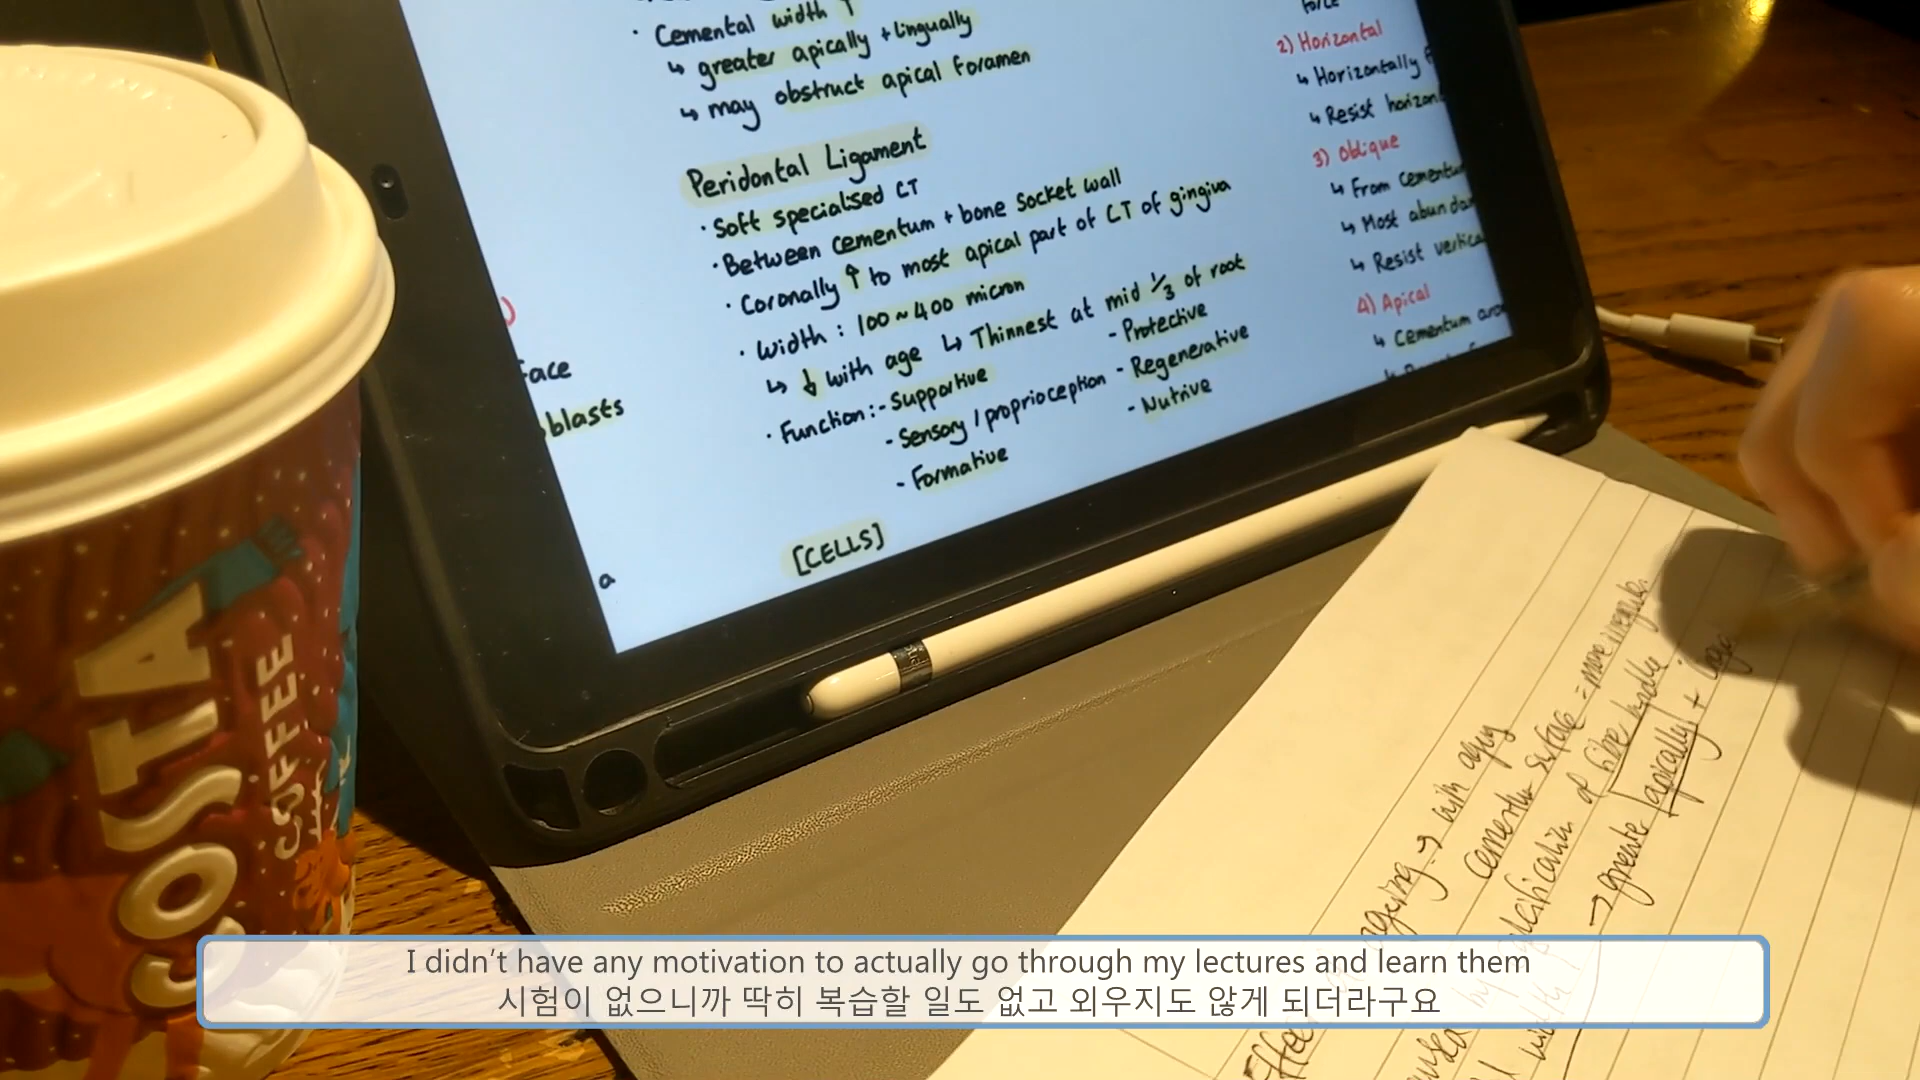 · Cemental width ↑
↳ greater apically + lingually
↳ may obstruct apical foramen
Peridontal Ligament
· Soft specialised CT
· Between cementum + bone socket wall
· Coronally ↑ to most apical part of CT of gingiva
· Width : 100 ~ 400 micron
↳ ↓ with age ↳ Thinnest at mid 1/3 of root
· Function : - Supportive
- Sensory / proprioception
- Formative
- Protective
- Regenerative
- Nutrive
[CELLS]
face
blasts
a
)
Force
2) Horizontal
↳ Horizontally
↳ Resist
3) Oblique
↳ From
↳ Most
↳ Resist
4) Apical
↳ Cementum
COSTA
COFFEE
→ with aging
surface = more irregular
of fibre bundle
→ greate apically +
I didn't have any motivation to actually go through my lectures and learn them
시험이 없으니까 딱히 복습할 일도 없고 외우지도 않게 되더라구요